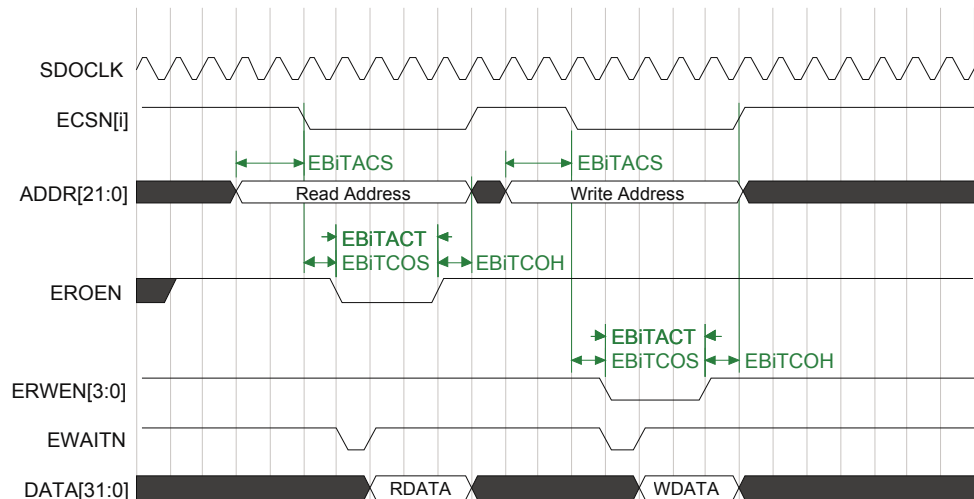 SDOCLK
ECSN[i]
EBiTACS EBiTACS
ADDR[21:0] Read Address Write Address
EBiTACT
EBiTCOS EBiTCOH
EROEN
EBiTACT
EBiTCOS EBiTCOH
ERWEN[3:0]
EWAITN
DATA[31:0] RDATA WDATA